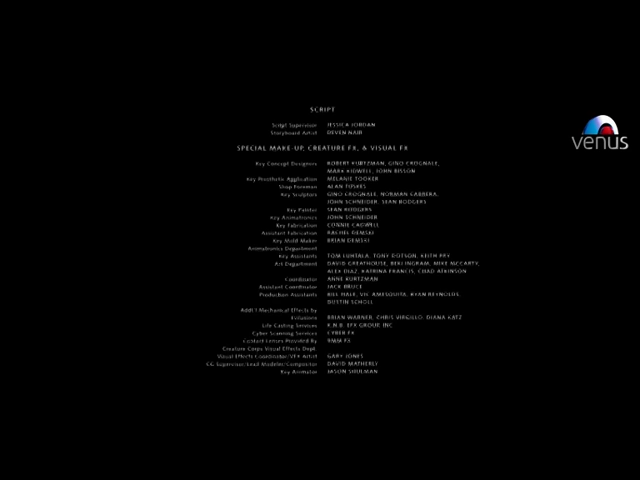 SCRIPT
Script Supervisor JESSICA JORDAN
Storyboard Artist DEVEN NAIR
SPECIAL MAKE-UP, CREATURE FX, & VISUAL FX
Key Concept Designers ROBERT KURTZMAN, GINO CROGNALE,
MARK KIDWELL, JOHN BISSON
Key Prosthetic Application MELANIE TOOKER
Shop Foreman ALAN TUSKES
Key Sculptors GINO CROGNALE, NORMAN CABRERA,
JOHN SCHNEIDER, SEAN RODGERS
Key Painter SEAN RODGERS
Key Animatronics JOHN SCHNEIDER
Key Fabrication CONNIE CADWELL
Assistant Fabrication RACHEL DEMSKI
Key Mold Maker BRIAN DEMSKI
Animatronics Department
Key Assistants TOM LUHTALA, TONY DOTSON, KEITH FRY
Art Department DAVID GREATHOUSE, BEKI INGRAM, MIKE MCCARTY,
ALEX DIAZ, KATRINA FRANCIS, CHAD ATKINSON
Coordinator ANNE KURTZMAN
Assistant Coordinator JACK BRUCE
Production Assistants BILL HALE, VIC AMESQUITA, RYAN REYNOLDS,
DUSTIN SCHOLL
Add'l Mechanical Effects by
BRIAN WARNER, CHRIS VIRGILLO, DIANA KATZ
Life Casting Services K.N.B. EFX GROUP INC
Cyber Scanning Services CYBER FX
Contact Lenses Provided By 9MM FX
Creature Corps Visual Effects Dept.
Visual Effects Coordinator/VFX Artist GARY JONES
CG Supervisor/Lead Modeler/Compositor DAVID MATHERLY
Key Animator JASON SHULMAN
venus